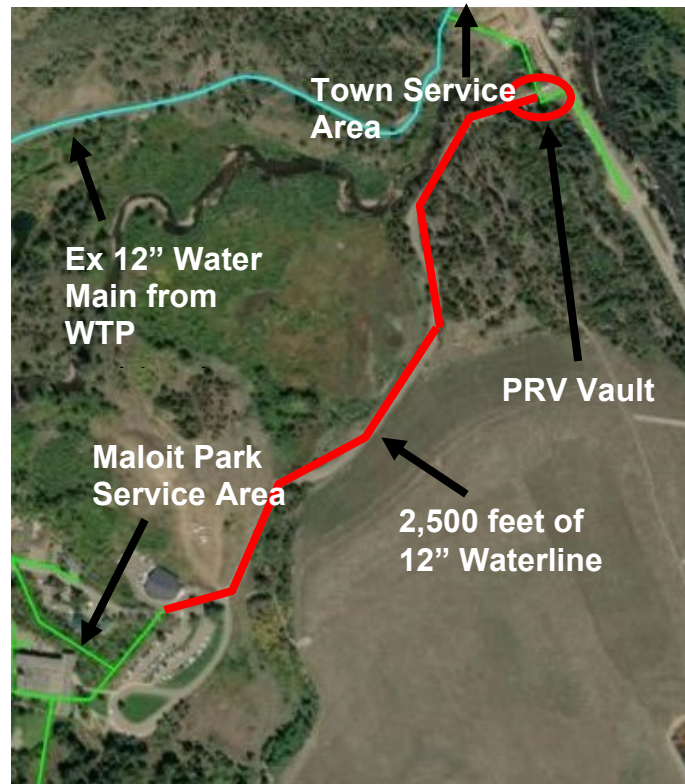 Town Service
Area
Ex 12” Water
Main from
WTP
PRV Vault
Maloit Park
Service Area
2,500 feet of
12” Waterline